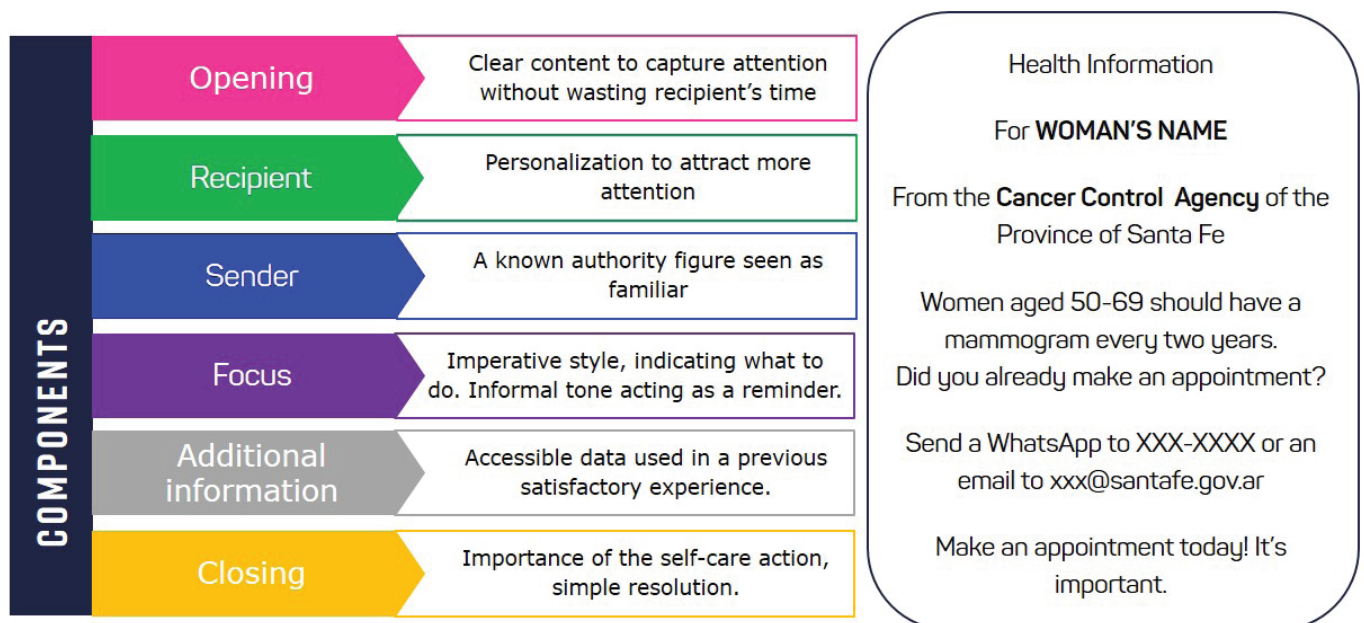 COMPONENTS
Opening
Clear content to capture attention
without wasting recipient's time
Recipient
Personalization to attract more
attention
Sender
A known authority figure seen as
familiar
Focus
Imperative style, indicating what to
do. Informal tone acting as a reminder.
Additional
information
Accessible data used in a previous
satisfactory experience.
Closing
Importance of the self-care action,
simple resolution.
Health Information
For WOMAN'S NAME
From the Cancer Control Agency of the
Province of Santa Fe
Women aged 50-69 should have a
mammogram every two years.
Did you already make an appointment?
Send a WhatsApp to XXX-XXXX or an
email to xxx@santafe.gov.ar
Make an appointment today! It's
important.